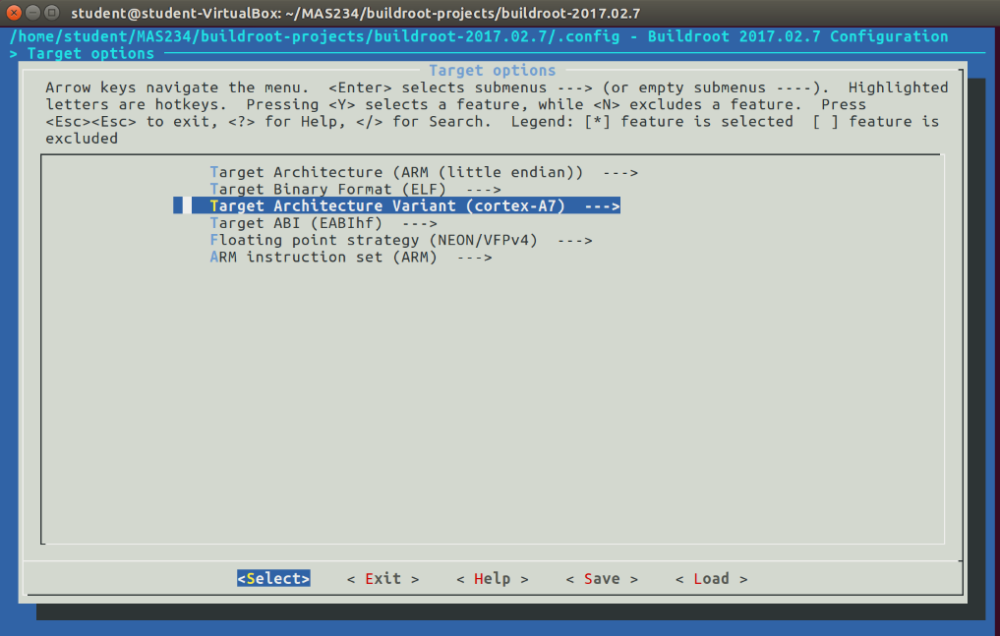 student@student-VirtualBox: ~/MAS234/buildroot-projects/buildroot-2017.02.7
/home/student/MAS234/buildroot-projects/buildroot-2017.02.7/.config - Buildroot 2017.02.7 Configuration
> Target options
Target options
Arrow keys navigate the menu.  <Enter> selects submenus ---> (or empty submenus ----).  Highlighted
letters are hotkeys.  Pressing <Y> selects a feature, while <N> excludes a feature.  Press
<Esc><Esc> to exit, <?> for Help, </> for Search.  Legend: [*] feature is selected  [ ] feature is
excluded
Target Architecture (ARM (little endian))  --->
Target Binary Format (ELF)  --->
Target Architecture Variant (cortex-A7)  --->
Target ABI (EABIhf)  --->
Floating point strategy (NEON/VFPv4)  --->
ARM instruction set (ARM)  --->
<Select>    < Exit >    < Help >    < Save >    < Load >